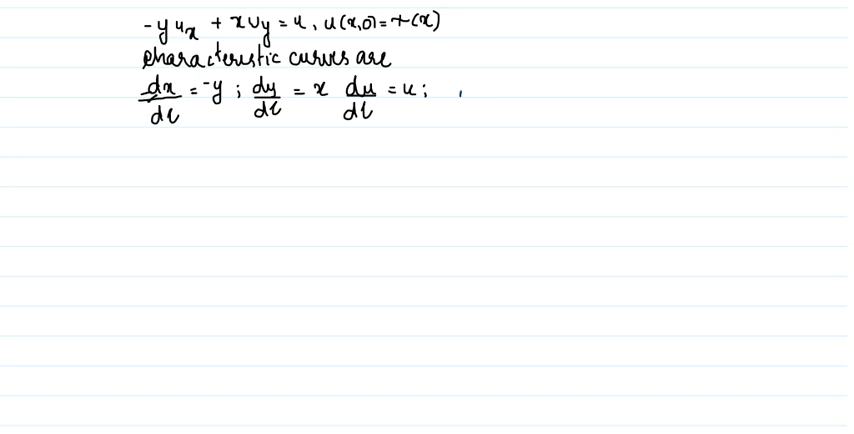 -y u_x + x u_y = u, u(x,0) = f(x)
characteristic curves are
dx/dt = -y ; dy/dt = x du/dt = u ;